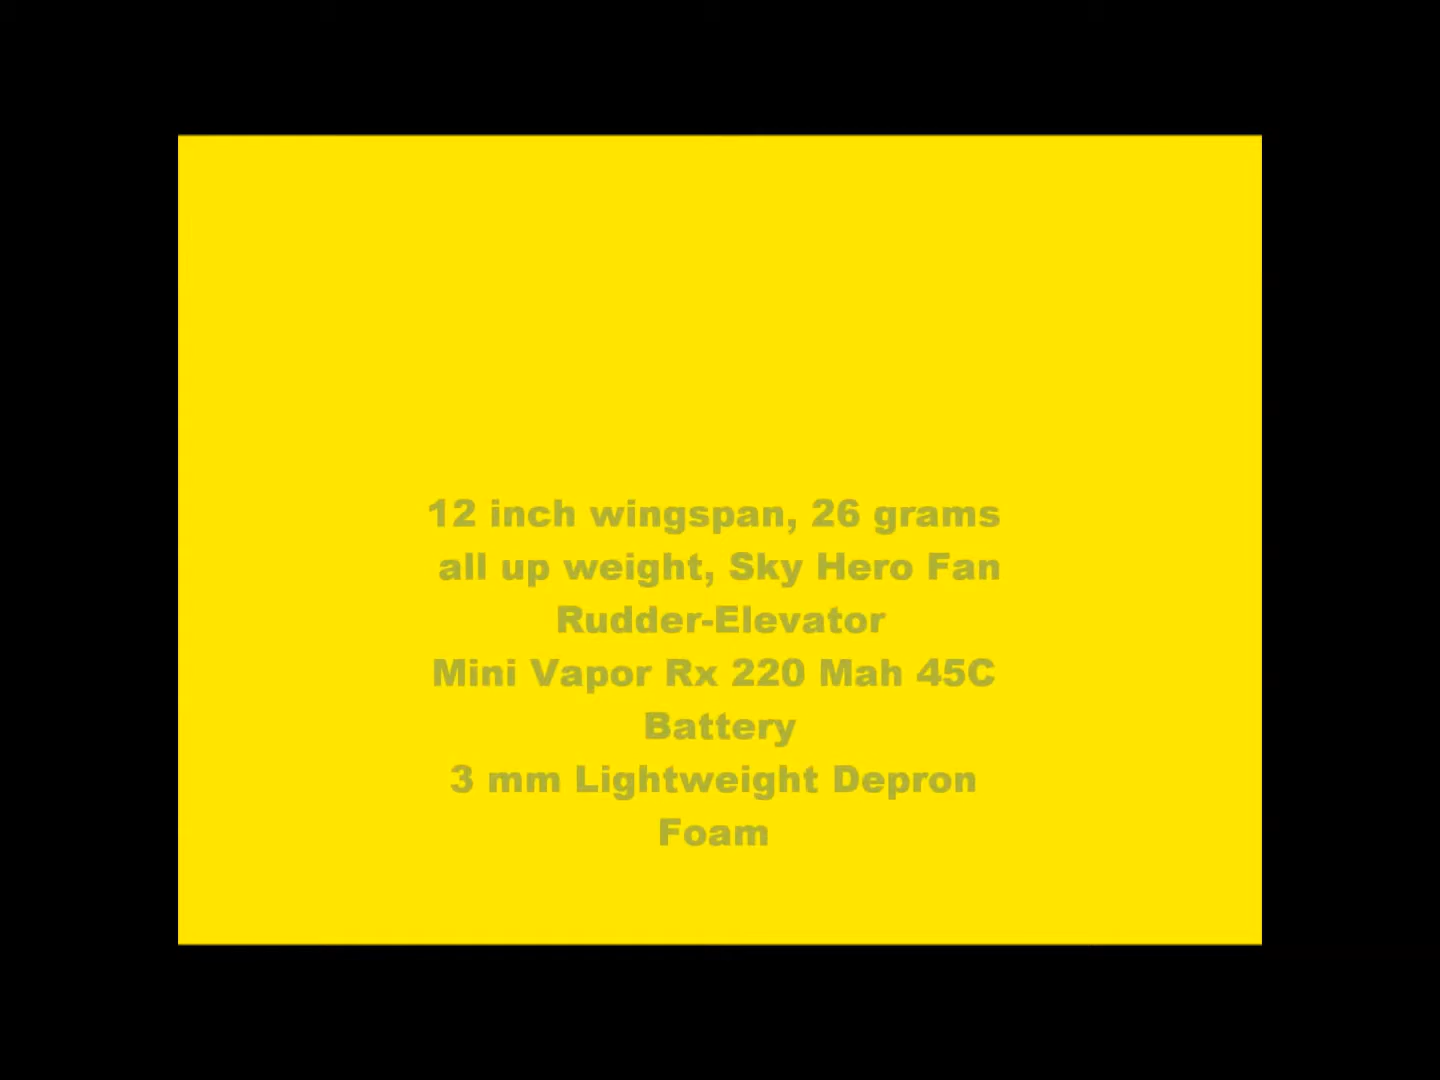 12 inch wingspan, 26 grams
all up weight, Sky Hero Fan
Rudder-Elevator
Mini Vapor Rx 220 Mah 45C
Battery
3 mm Lightweight Depron
Foam